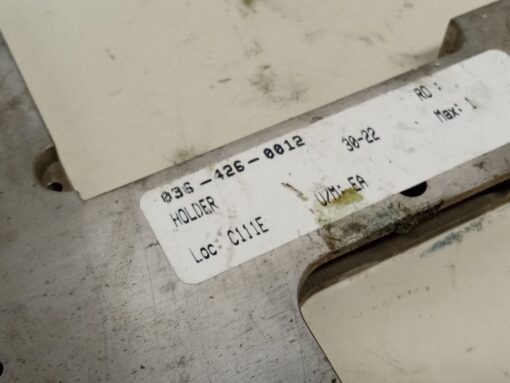 036-426-0012 30-22 RO :
HOLDER U/M: EA Max: 1
Loc: C111E